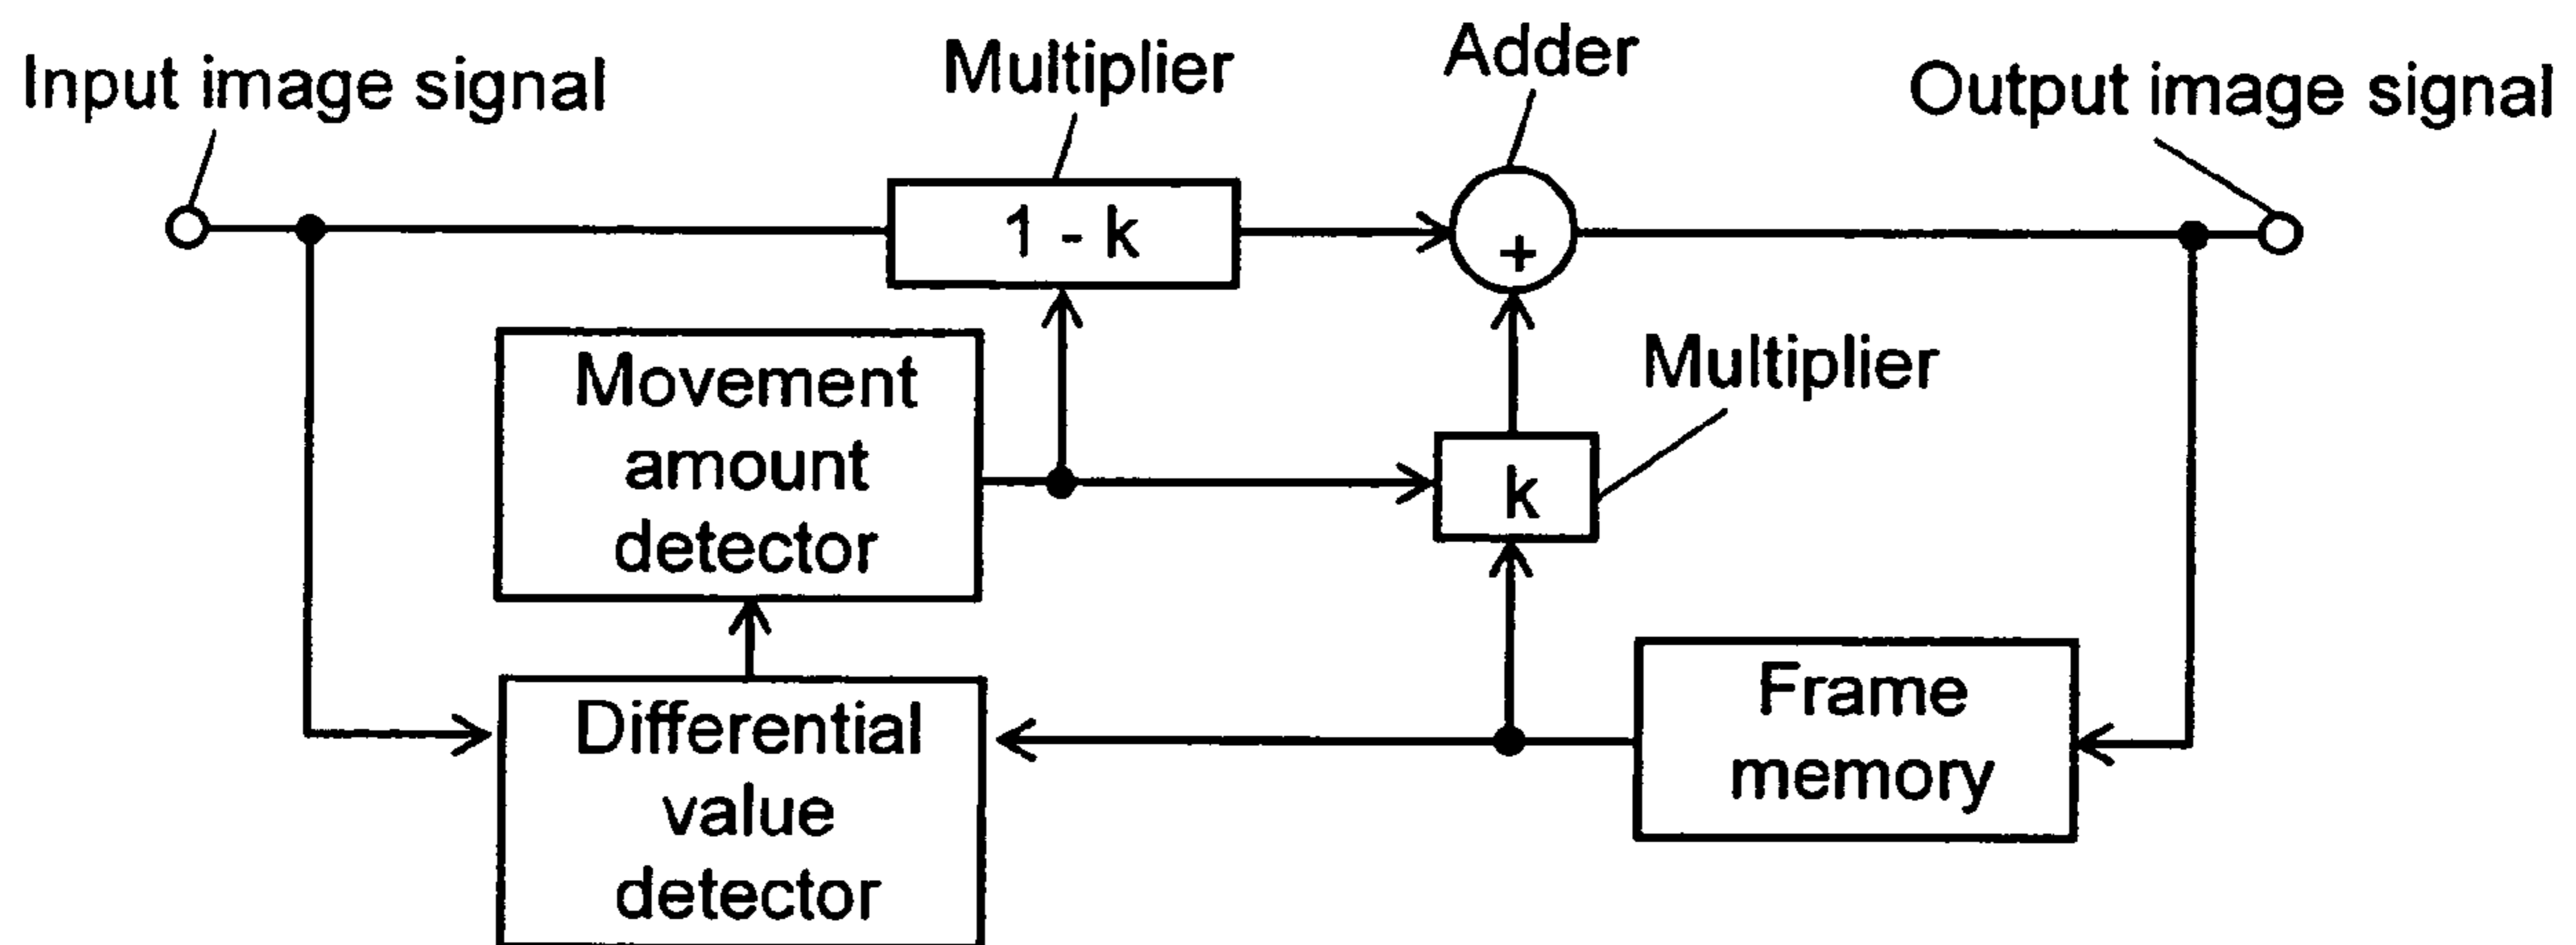 Input image signal
Multiplier
Adder
Output image signal
1 - k
+
Movement
amount
detector
Multiplier
k
Differential
value
detector
Frame
memory